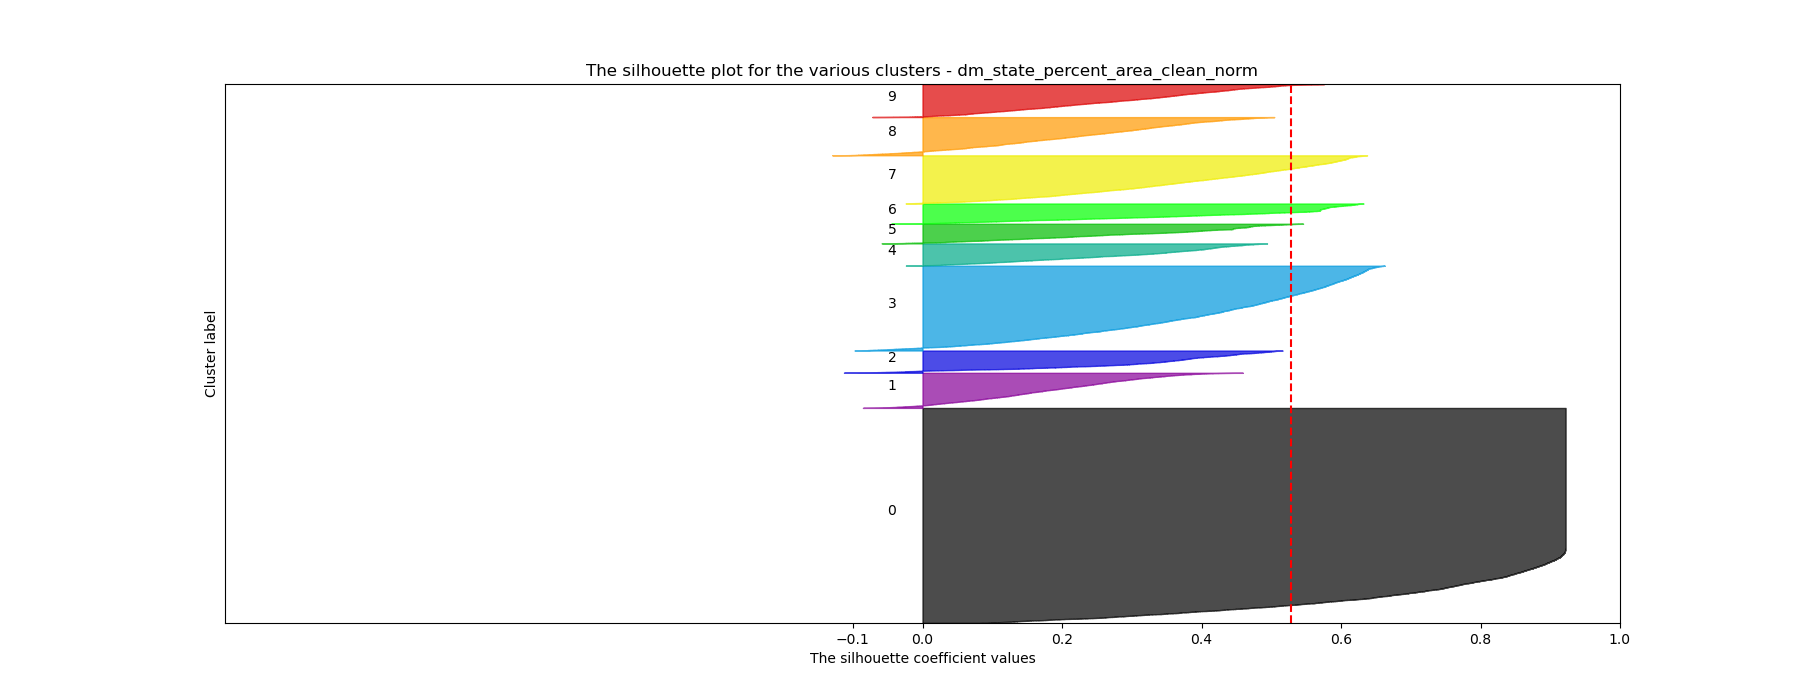 The silhouette plot for the various clusters - dm_state_percent_area_clean_norm
9
8
7
6
5
4
3
2
1
0
Cluster label
−0.1 0.0 0.2 0.4 0.6 0.8 1.0
The silhouette coefficient values